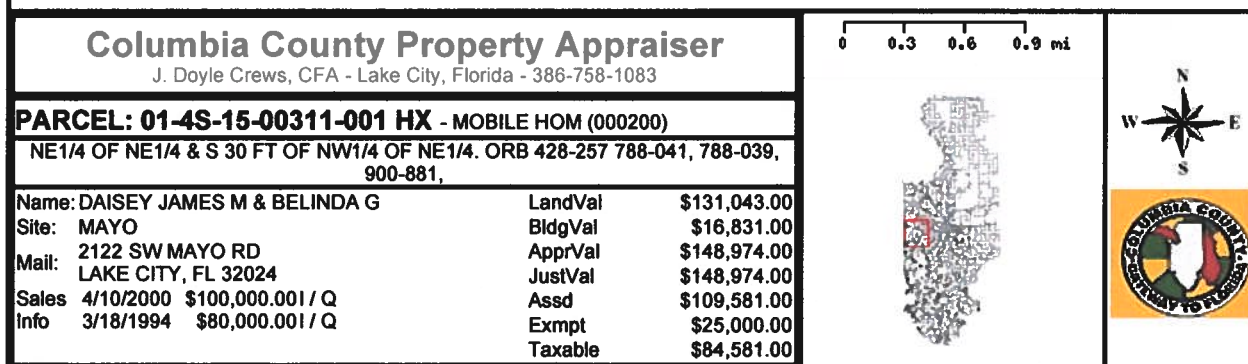 Columbia County Property Appraiser
J. Doyle Crews, CFA - Lake City, Florida - 386-758-1083
PARCEL: 01-4S-15-00311-001 HX - MOBILE HOM (000200)
NE1/4 OF NE1/4 & S 30 FT OF NW1/4 OF NE1/4. ORB 428-257 788-041, 788-039,
900-881,
Name: DAISEY JAMES M & BELINDA G LandVal $131,043.00
Site: MAYO BldgVal $16,831.00
Mail: 2122 SW MAYO RD ApprVal $148,974.00
LAKE CITY, FL 32024 JustVal $148,974.00
Sales 4/10/2000 $100,000.00I / Q Assd $109,581.00
Info 3/18/1994 $80,000.00I / Q Exmpt $25,000.00
Taxable $84,581.00
0 0.3 0.6 0.9 mi
N
W E
S
COLUMBIA COUNTY
GATEWAY TO FLORIDA